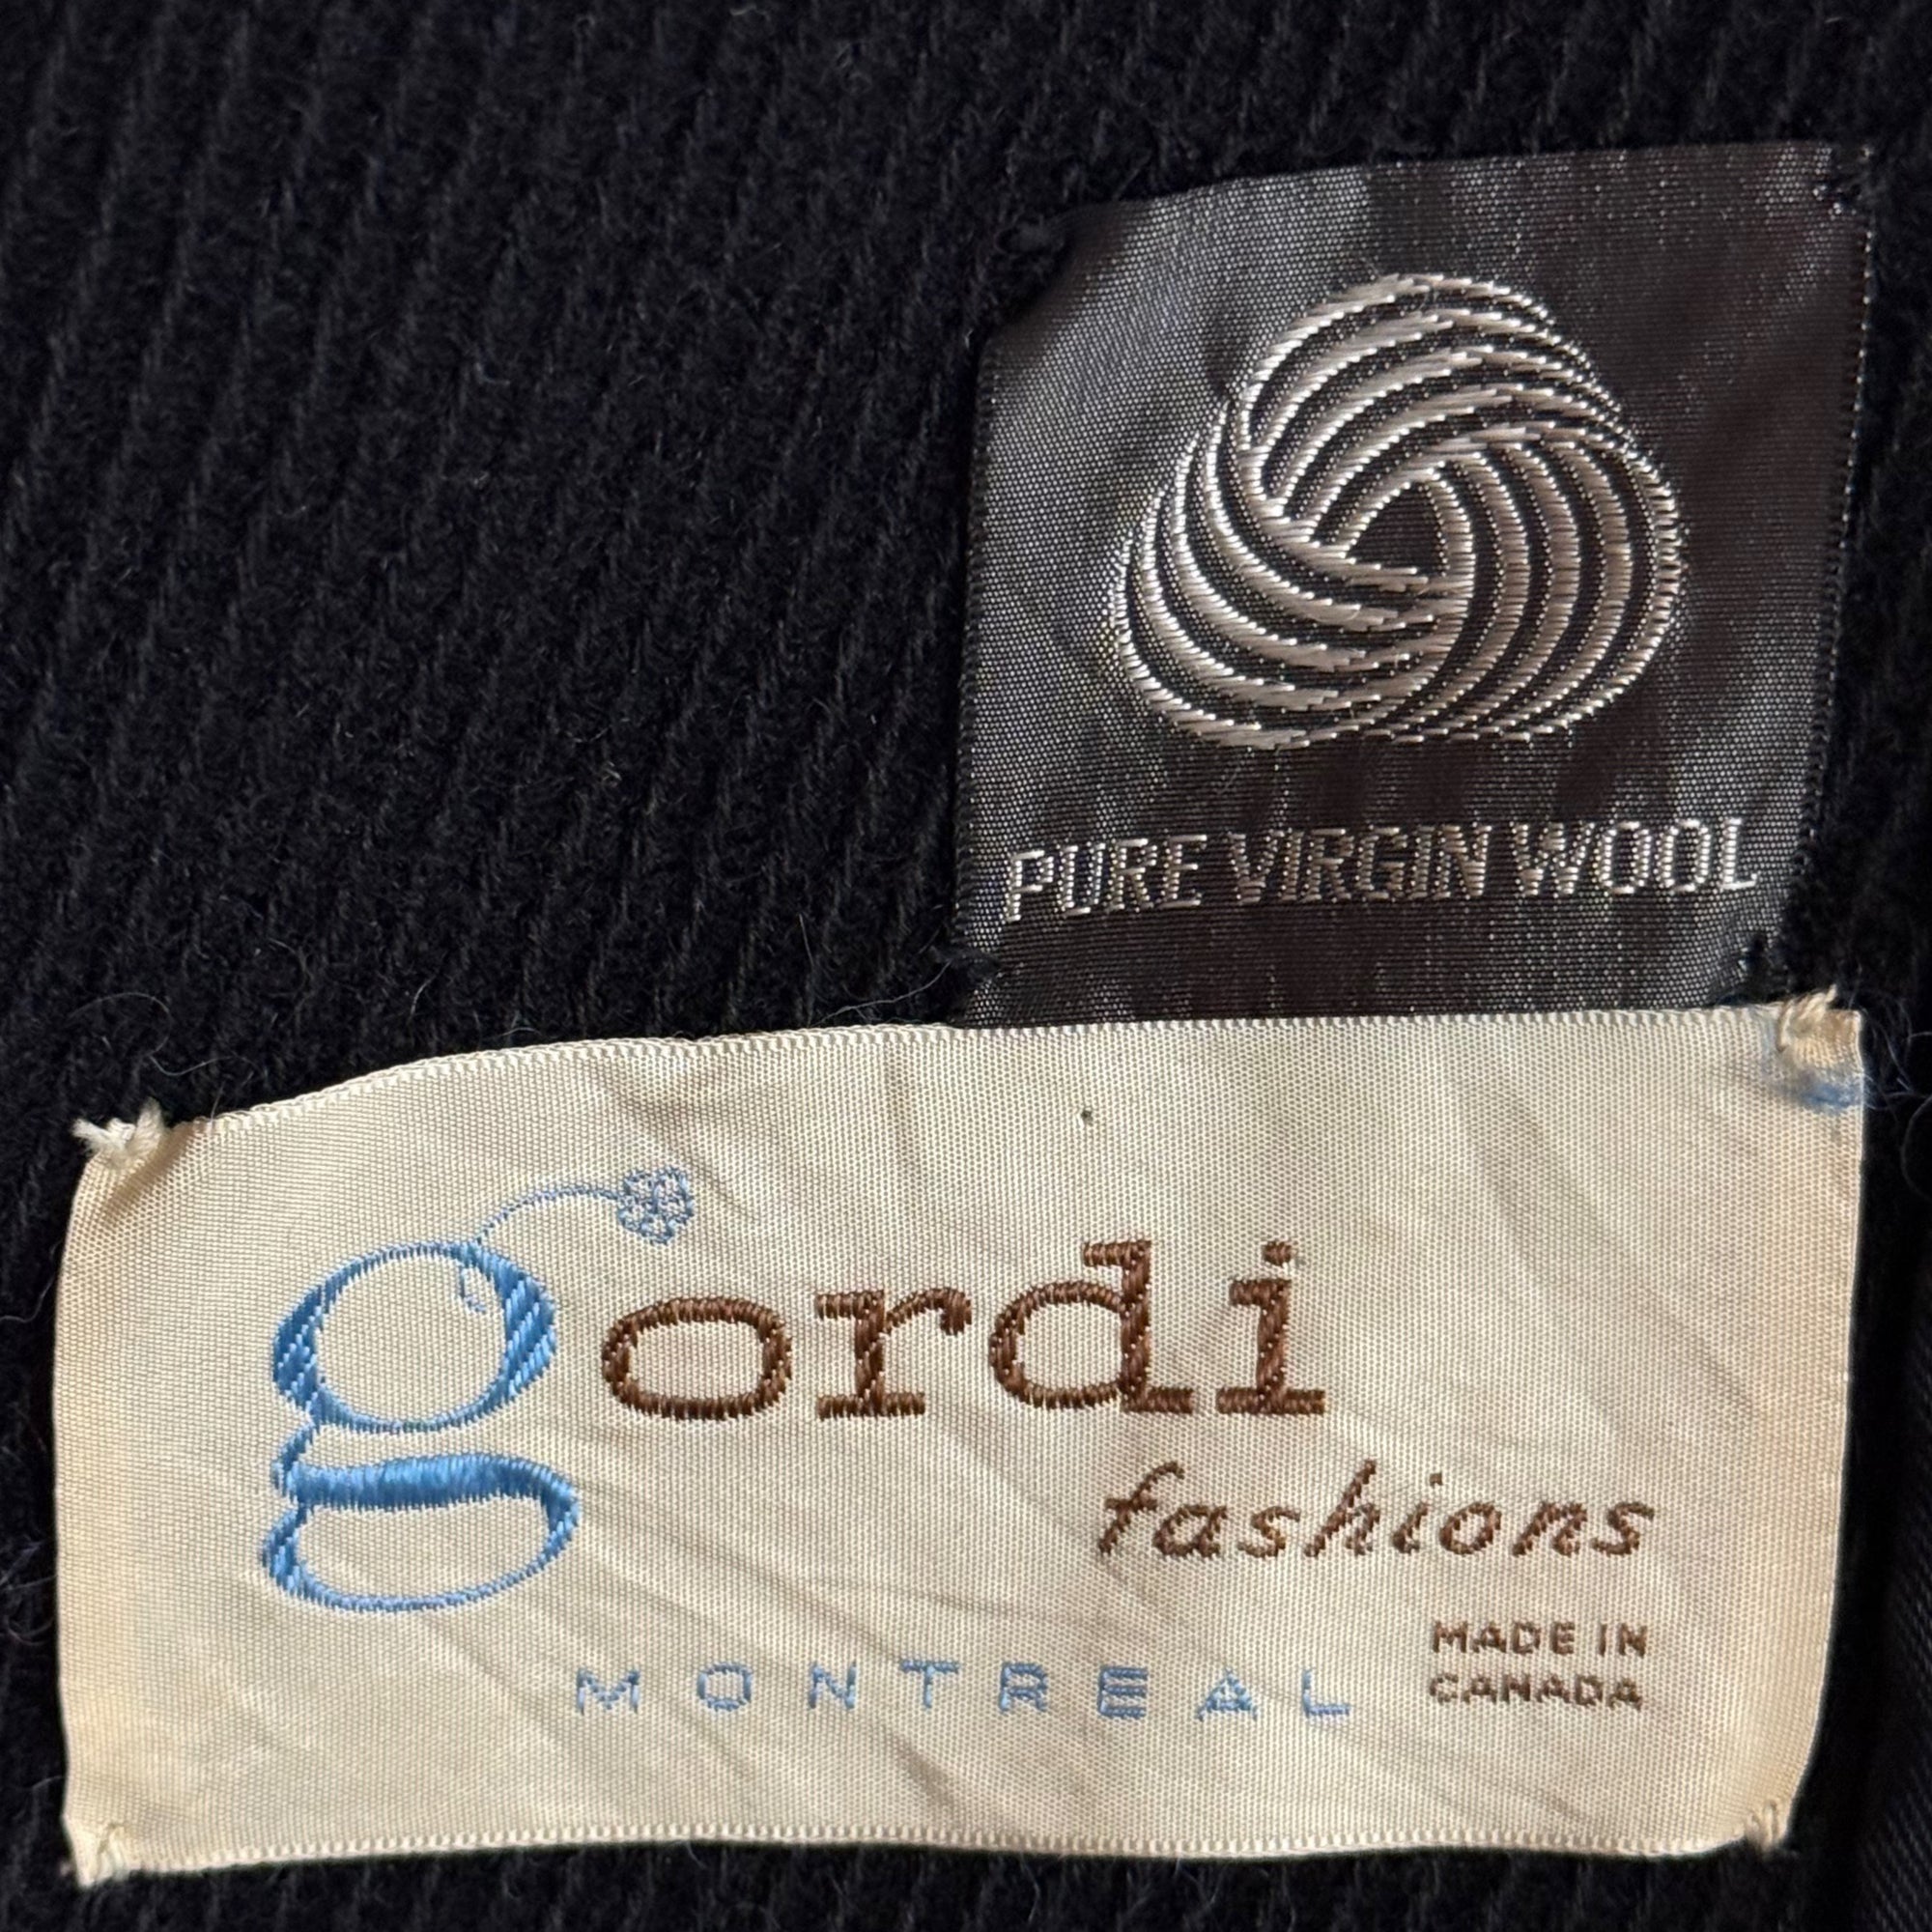 PURE VIRGIN WOOL
gordi
fashions
MONTREAL
MADE IN
CANADA